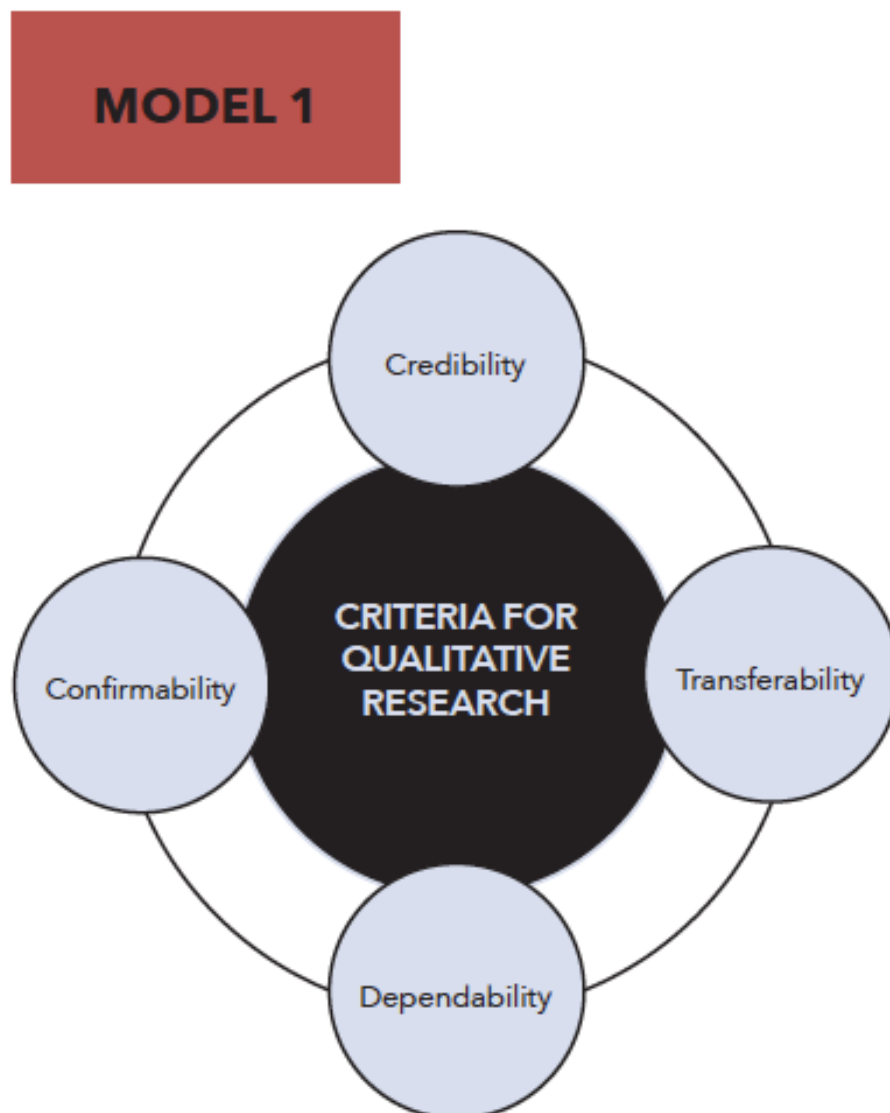 MODEL 1
Credibility
CRITERIA FOR
QUALITATIVE
RESEARCH
Confirmability
Transferability
Dependability